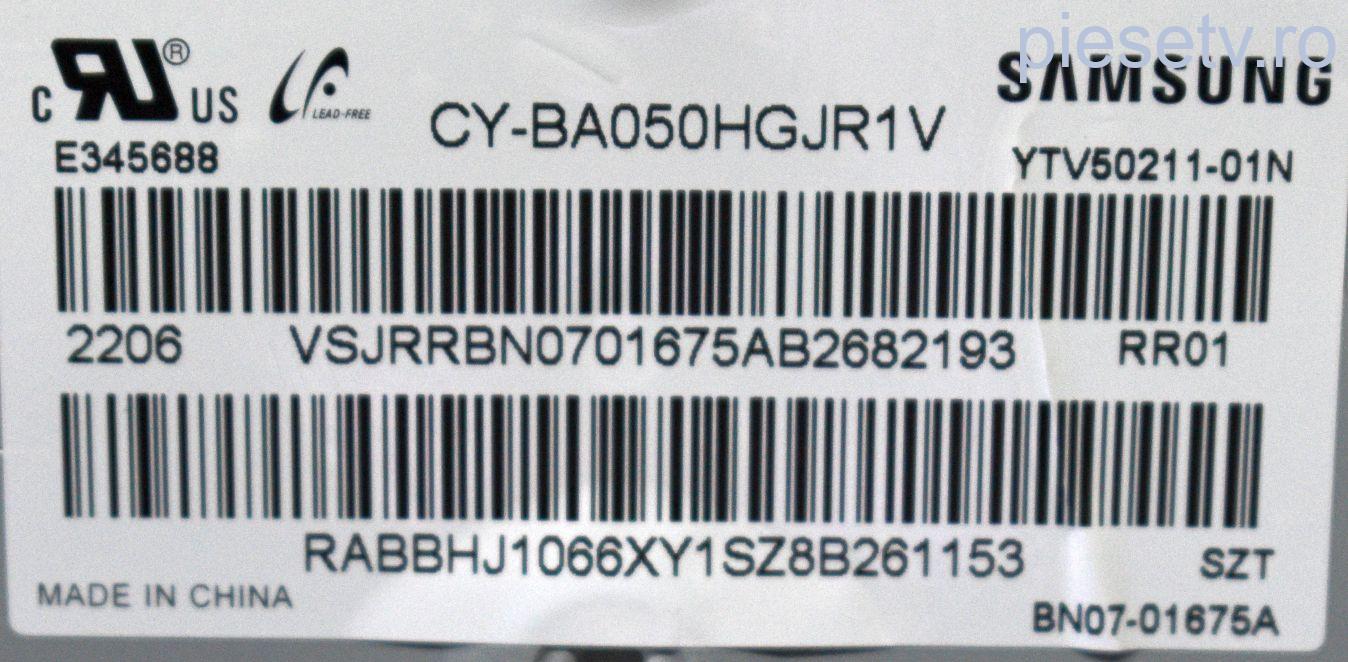 piesetv.ro
SAMSUNG
C RU® US
LEAD-FREE
CY-BA050HGJR1V
E345688
YTV50211-01N
2206 VSJRRBN0701675AB2682193 RR01
RABBHJ1066XY1SZ8B261153
SZT
MADE IN CHINA
BN07-01675A